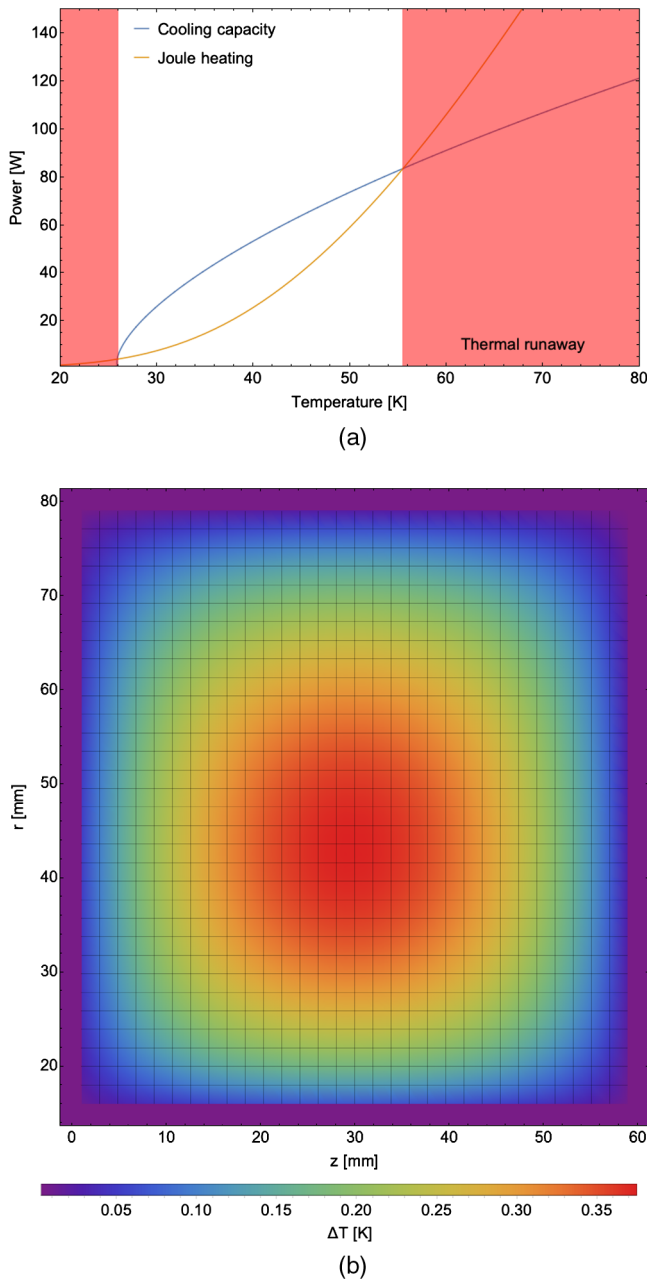 140
Cooling capacity
Joule heating
120
100
Power [W]
80
60
40
20
Thermal runaway
20 30 40 50 60 70 80
Temperature [K]
(a)
80
70
60
50
r [mm]
40
30
20
0 10 20 30 40 50 60
z [mm]
0.05 0.10 0.15 0.20 0.25 0.30 0.35
ΔT [K]
(b)